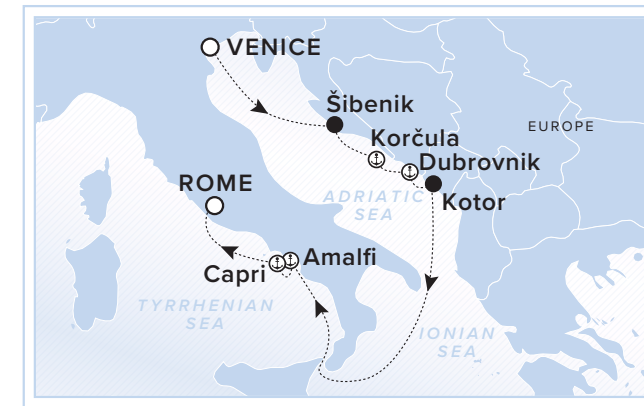 VENICE
Šibenik
EUROPE
Korčula
Dubrovnik
ROME
ADRIATIC
SEA
Kotor
Amalfi
Capri
TYRRHENIAN
SEA
IONIAN
SEA